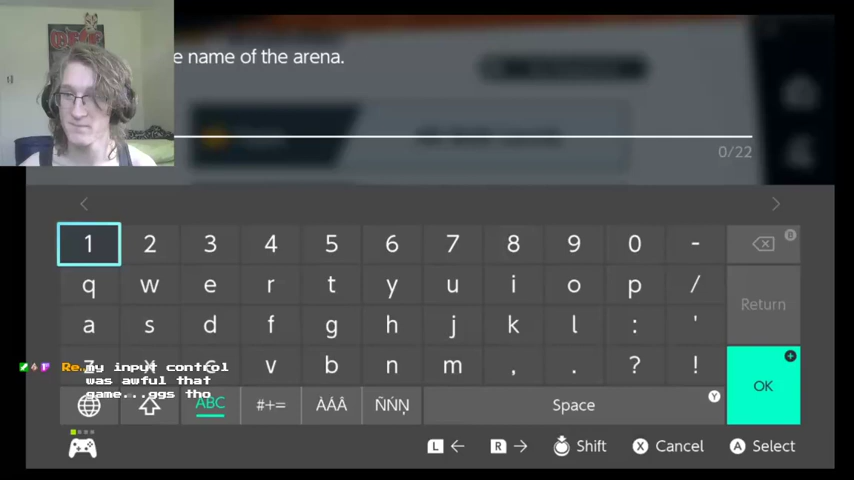 e name of the arena.
0/22
1 2 3 4 5 6 7 8 9 0 -
q w e r t y u i o p /
Return
a s d f g h j k l : '
z x c v b n m , . ? !
Re.my input control
was awful that
game...ggs tho
OK
ABC #+= ÀÁÂ ÑŃŅ Space
L ← R → Shift X Cancel A Select